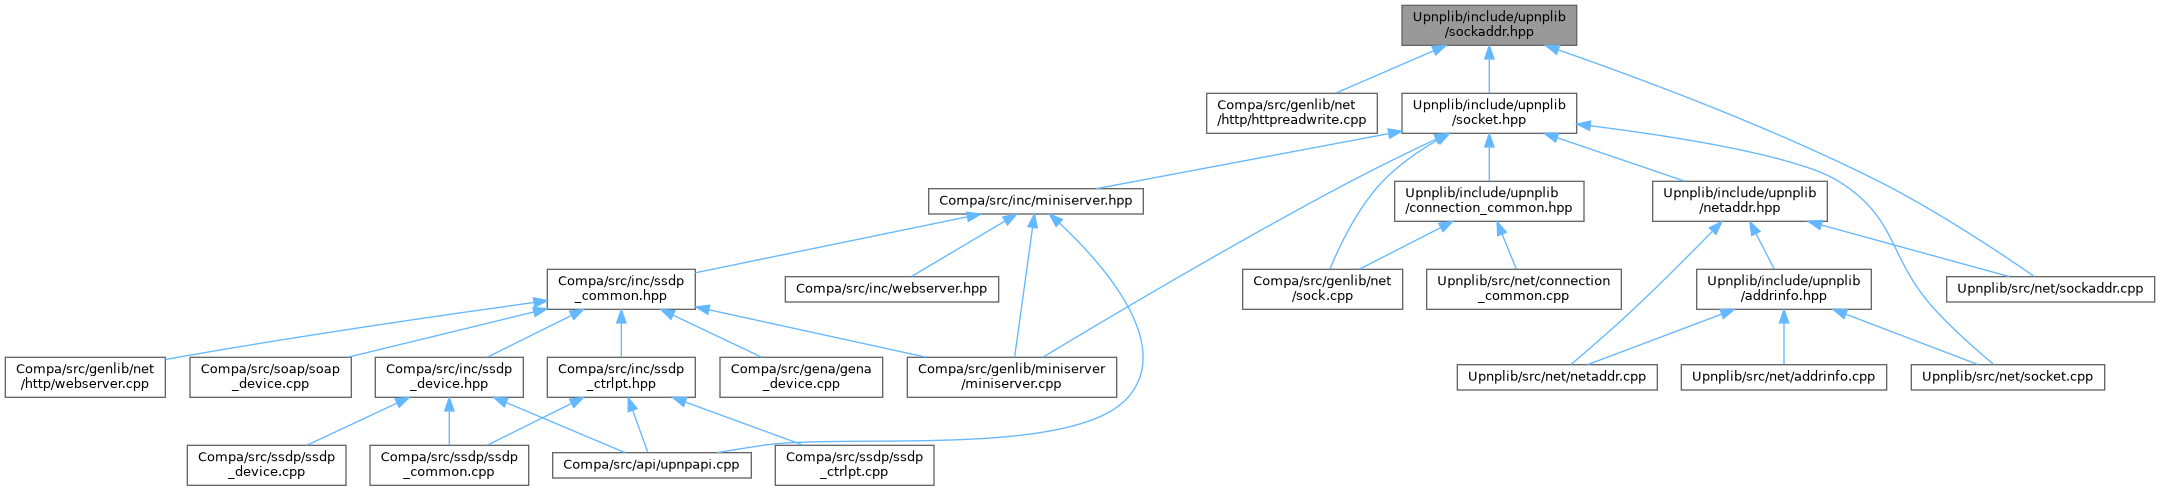 Upnplib/include/upnplib
/sockaddr.hpp
Compa/src/genlib/net
/http/httpreadwrite.cpp
Upnplib/include/upnplib
/socket.hpp
Compa/src/inc/miniserver.hpp
Upnplib/include/upnplib
/connection_common.hpp
Upnplib/include/upnplib
/netaddr.hpp
Compa/src/inc/ssdp
_common.hpp
Compa/src/inc/webserver.hpp
Compa/src/genlib/net
/sock.cpp
Upnplib/src/net/connection
_common.cpp
Upnplib/include/upnplib
/addrinfo.hpp
Upnplib/src/net/sockaddr.cpp
Compa/src/genlib/net
/http/webserver.cpp
Compa/src/soap/soap
_device.cpp
Compa/src/inc/ssdp
_device.hpp
Compa/src/inc/ssdp
_ctrlpt.hpp
Compa/src/gena/gena
_device.cpp
Compa/src/genlib/miniserver
/miniserver.cpp
Upnplib/src/net/netaddr.cpp
Upnplib/src/net/addrinfo.cpp
Upnplib/src/net/socket.cpp
Compa/src/ssdp/ssdp
_device.cpp
Compa/src/ssdp/ssdp
_common.cpp
Compa/src/api/upnpapi.cpp
Compa/src/ssdp/ssdp
_ctrlpt.cpp